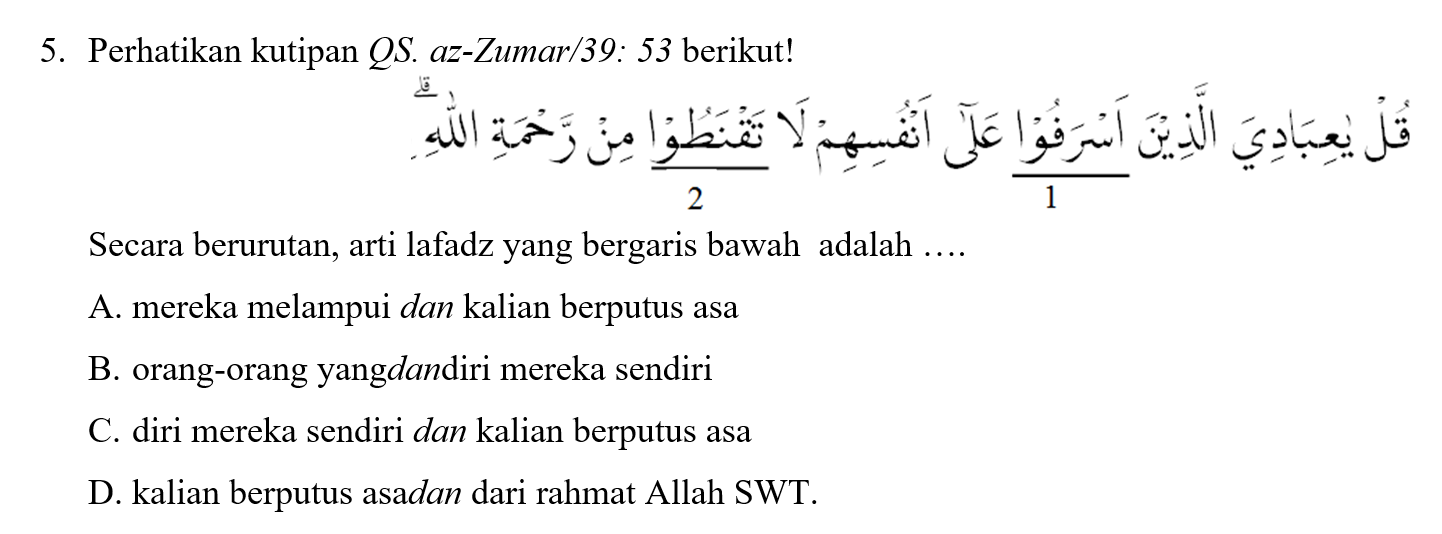 5. Perhatikan kutipan QS. az-Zumar/39: 53 berikut!
قُلْ يٰعِبَادِيَ الَّذِيْنَ اَسْرَفُوْا عَلٰٓى اَنْفُسِهِمْ لَا تَقْنَطُوْا مِنْ رَّحْمَةِ اللّٰهِ ۗ
2 1
Secara berurutan, arti lafadz yang bergaris bawah adalah ….
A. mereka melampui dan kalian berputus asa
B. orang-orang yangdandiri mereka sendiri
C. diri mereka sendiri dan kalian berputus asa
D. kalian berputus asadan dari rahmat Allah SWT.